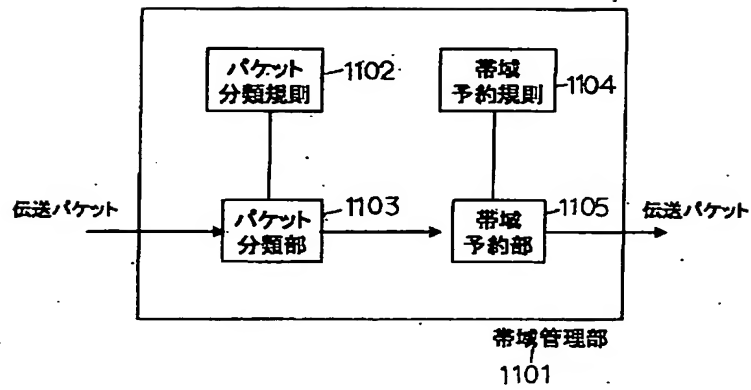 パケット
分類規則
1102
帯域
予約規則
1104
伝送パケット
パケット
分類部
1103
帯域
予約部
1105
伝送パケット
帯域管理部
1101